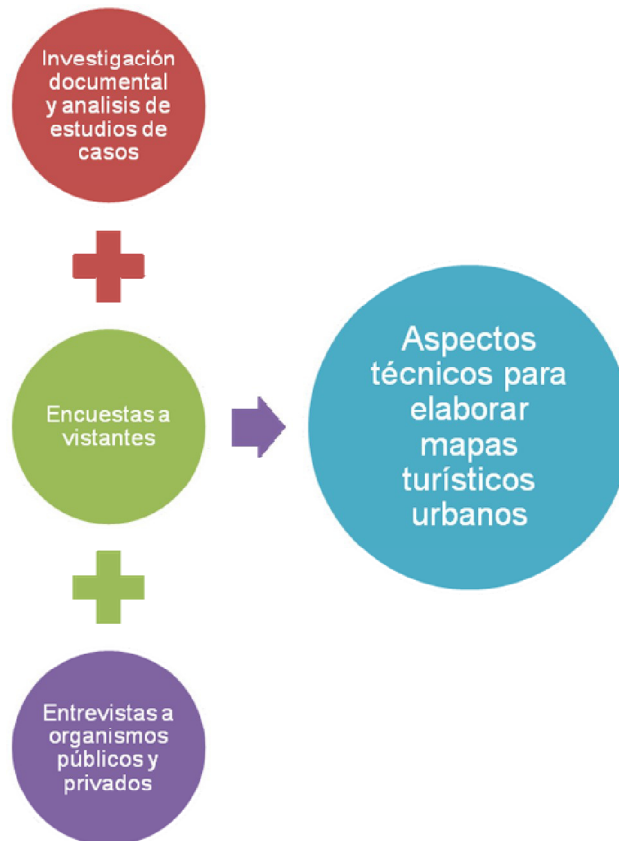 Investigación
documental
y analisis de
estudios de
casos
Encuestas a
vistantes
Aspectos
técnicos para
elaborar
mapas
turísticos
urbanos
Entrevistas a
organismos
públicos y
privados